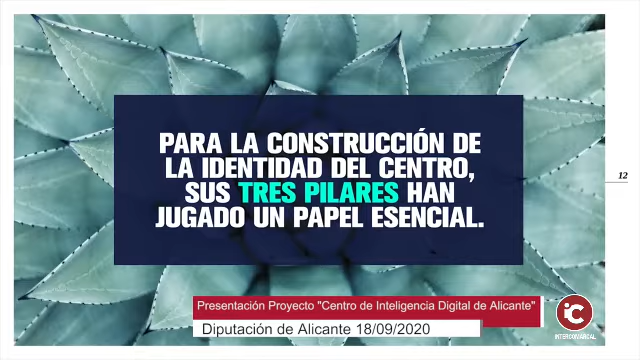 PARA LA CONSTRUCCIÓN DE
LA IDENTIDAD DEL CENTRO,
SUS TRES PILARES HAN
JUGADO UN PAPEL ESENCIAL.
12
Presentación Proyecto "Centro de Inteligencia Digital de Alicante"
Diputación de Alicante 18/09/2020
iC
INTERCOMARCAL